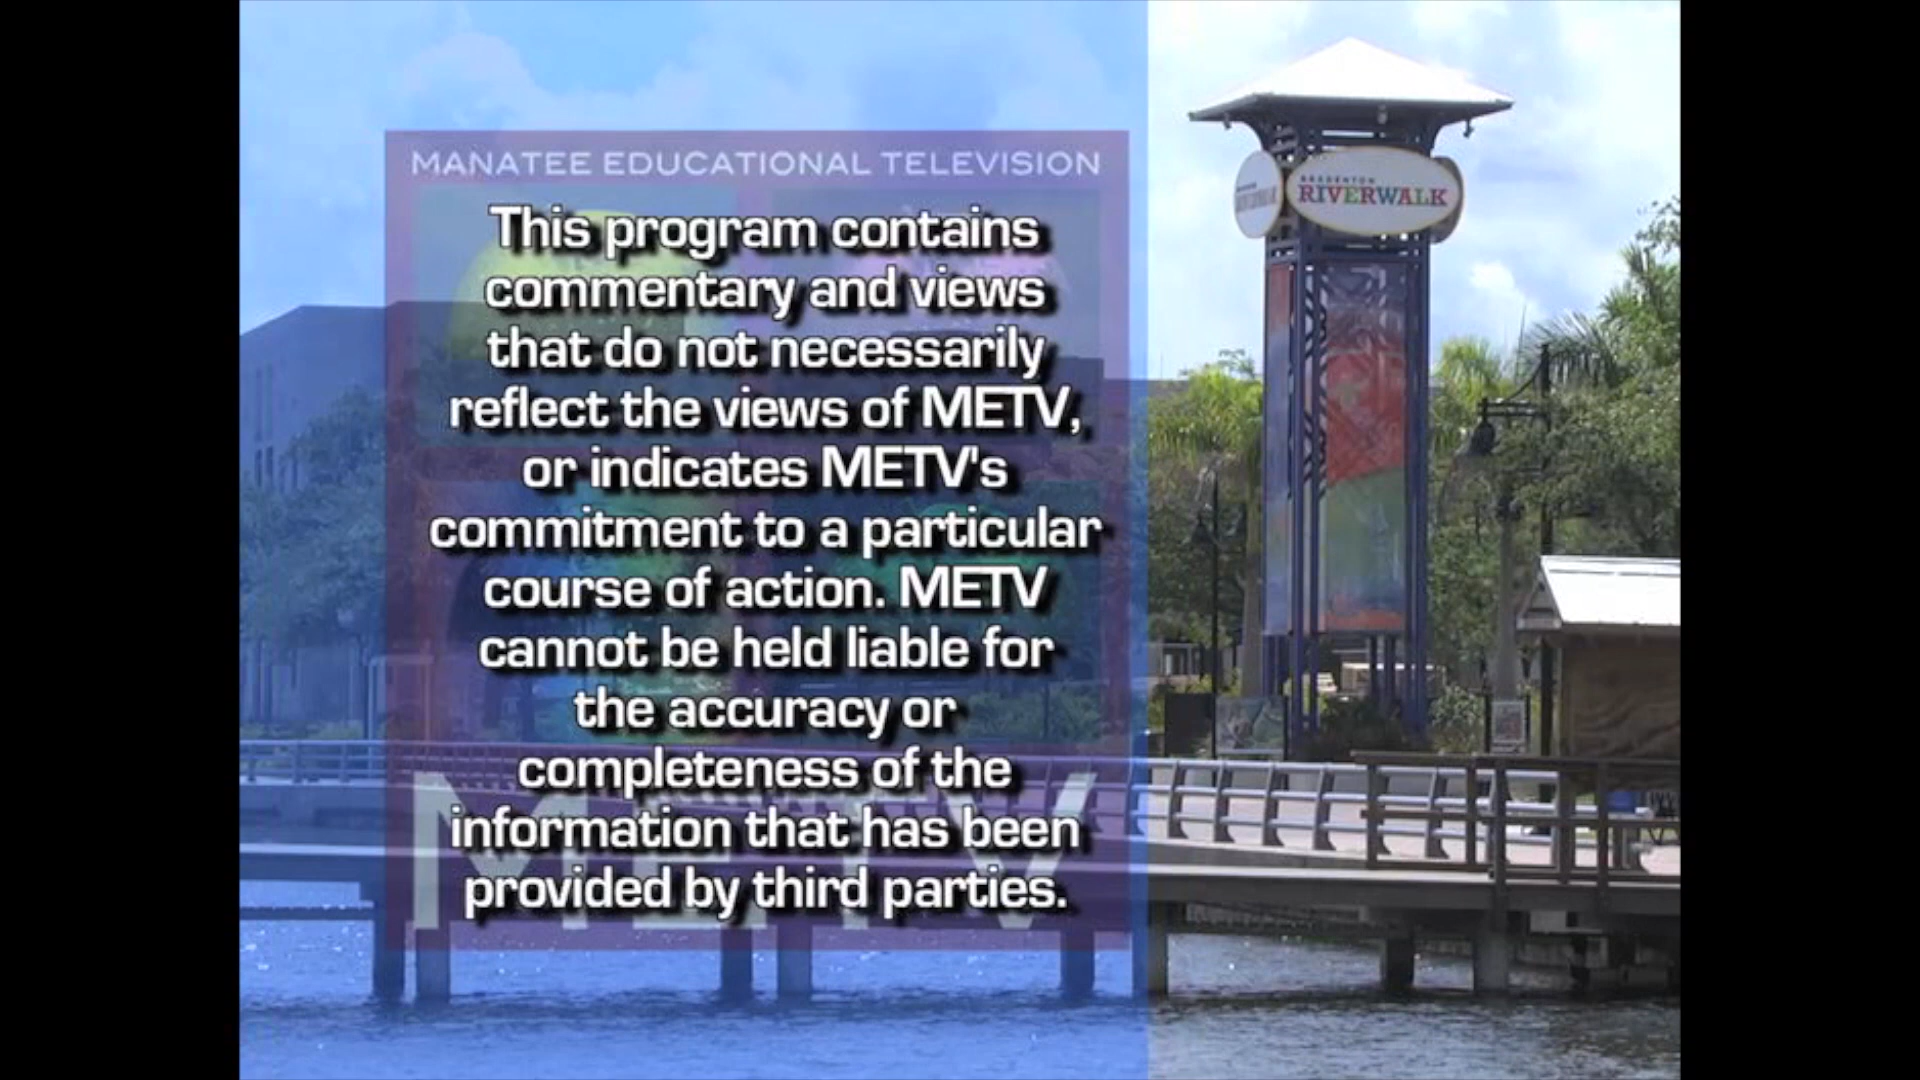 MANATEE EDUCATIONAL TELEVISION
This program contains
commentary and views
that do not necessarily
reflect the views of METV,
or indicates METV's
commitment to a particular
course of action. METV
cannot be held liable for
the accuracy or
completeness of the
information that has been
provided by third parties.
METV
BRADENTON
RIVERWALK